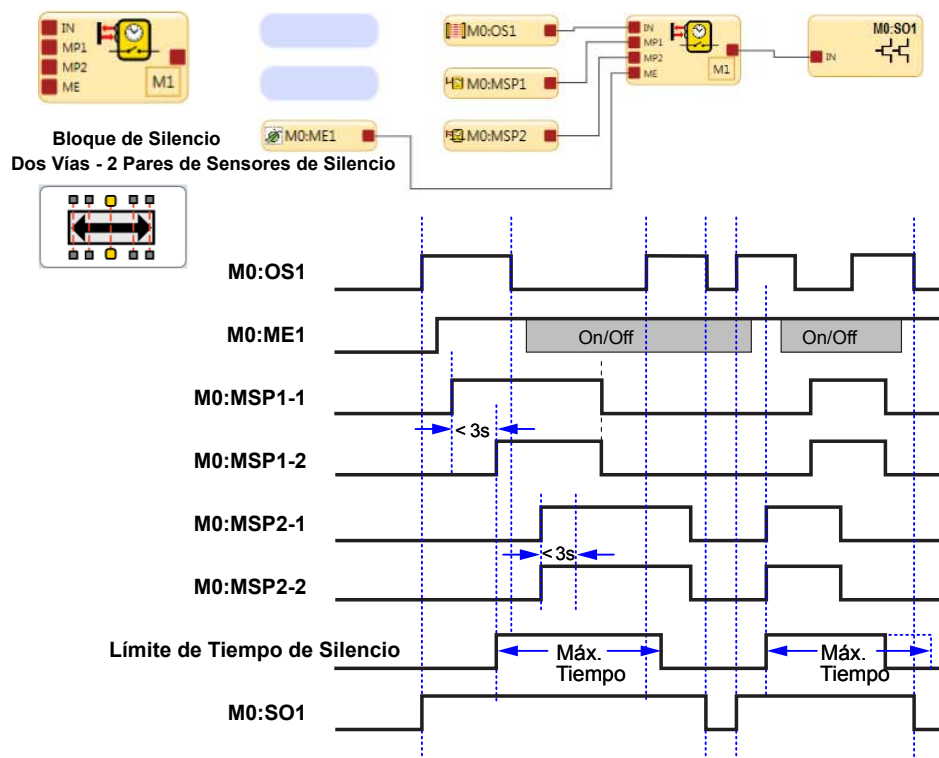 IN
MP1
MP2
ME
M1
M0:ME1
M0:OS1
M0:MSP1
M0:MSP2
IN
MP1
MP2
ME
M1
M0:SO1
IN
Bloque de Silencio
Dos Vías - 2 Pares de Sensores de Silencio
M0:OS1
M0:ME1
On/Off
On/Off
M0:MSP1-1
< 3s
M0:MSP1-2
M0:MSP2-1
< 3s
M0:MSP2-2
Límite de Tiempo de Silencio
Máx.
Tiempo
Máx.
Tiempo
M0:SO1